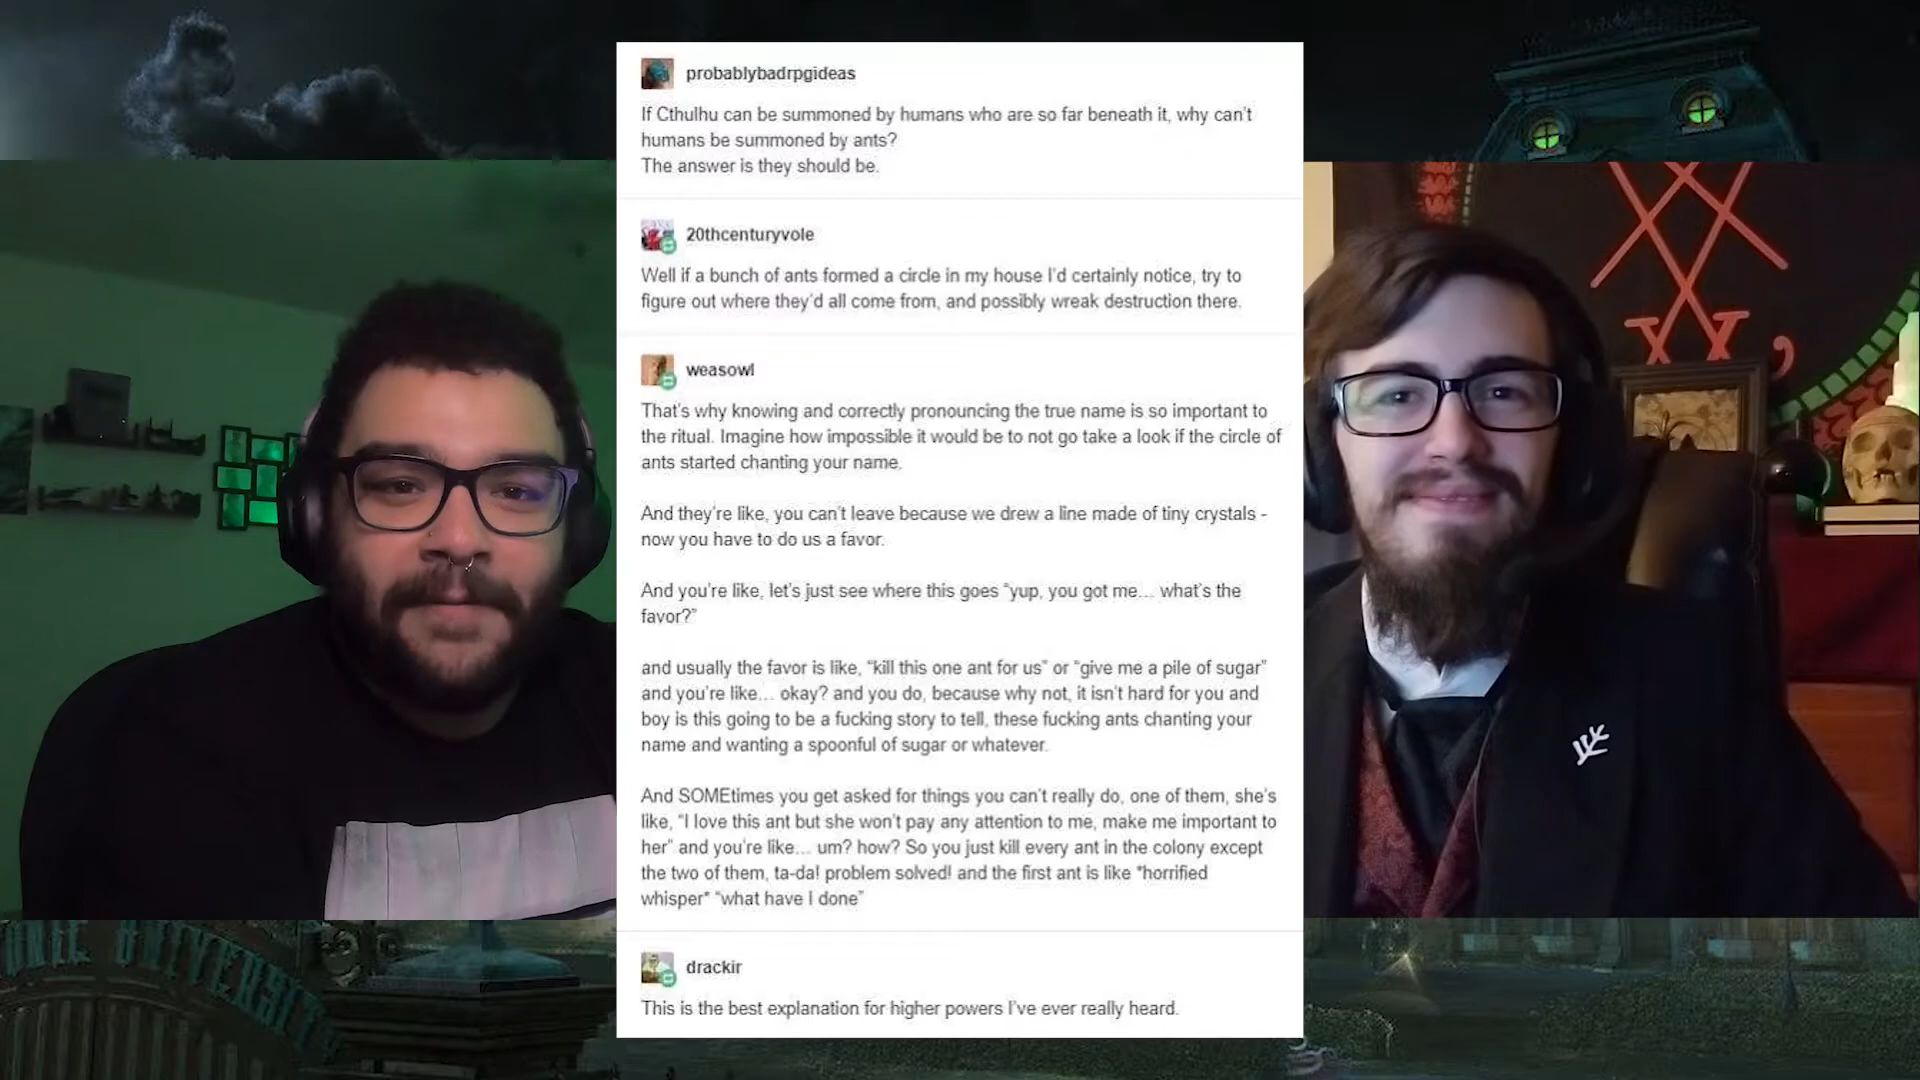 probablybadrpgideas
If Cthulhu can be summoned by humans who are so far beneath it, why can't
humans be summoned by ants?
The answer is they should be.
20thcenturyvole
Well if a bunch of ants formed a circle in my house I'd certainly notice, try to
figure out where they'd all come from, and possibly wreak destruction there.
weasowl
That's why knowing and correctly pronouncing the true name is so important to
the ritual. Imagine how impossible it would be to not go take a look if the circle of
ants started chanting your name.
And they're like, you can't leave because we drew a line made of tiny crystals -
now you have to do us a favor.
And you're like, let's just see where this goes “yup, you got me... what's the
favor?”
and usually the favor is like, “kill this one ant for us” or “give me a pile of sugar”
and you're like... okay? and you do, because why not, it isn't hard for you and
boy is this going to be a fucking story to tell, these fucking ants chanting your
name and wanting a spoonful of sugar or whatever.
And SOMEtimes you get asked for things you can't really do, one of them, she's
like, “I love this ant but she won't pay any attention to me, make me important to
her” and you're like... um? how? So you just kill every ant in the colony except
the two of them, ta-da! problem solved! and the first ant is like *horrified
whisper* “what have I done”
drackir
This is the best explanation for higher powers I've ever really heard.